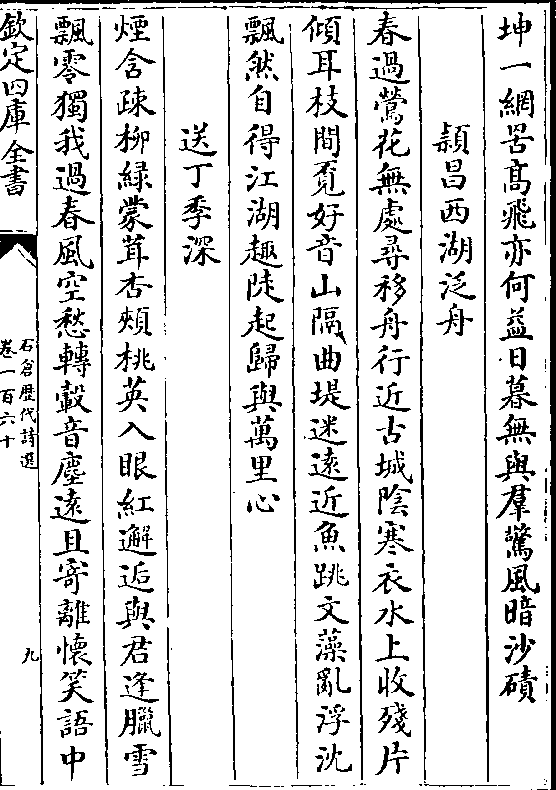 坤一網罟髙飛亦何益日暮無與羣驚風暗沙磧
頴昌西湖泛舟
春過鶯花無處尋移舟行近古城陰寒衣水上收殘片
傾耳枝間覔好音山隔曲堤迷遠近魚跳文藻亂浮沈
飄然自得江湖趣陡起歸與萬里心
送丁季深
煙含疎柳緑蒙茸杏頰桃英入眼紅邂逅與君逢臘雪
飄零獨我過春風空愁轉轂音塵遠且寄離懷笑語中
欽定四庫全書
石倉歴代詩選
卷一百六十
九